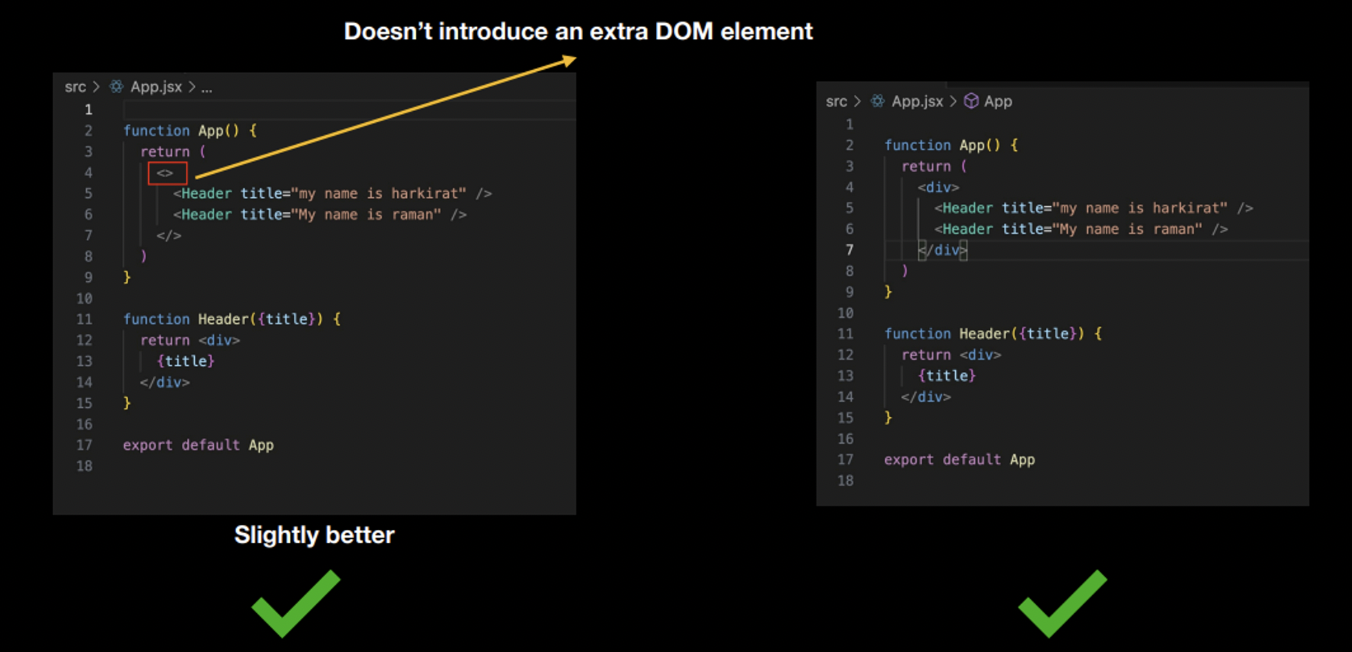 Doesn’t introduce an extra DOM element
src > App.jsx > ...
1
2 function App() {
3 return (
4 <>
5 <Header title="my name is harkirat" />
6 <Header title="My name is raman" />
7 </>
8 )
9 }
10
11 function Header({title}) {
12 return <div>
13 {title}
14 </div>
15 }
16
17 export default App
18
Slightly better
src > App.jsx > App
1
2 function App() {
3 return (
4 <div>
5 <Header title="my name is harkirat" />
6 <Header title="My name is raman" />
7 </div>
8 )
9 }
10
11 function Header({title}) {
12 return <div>
13 {title}
14 </div>
15 }
16
17 export default App
18